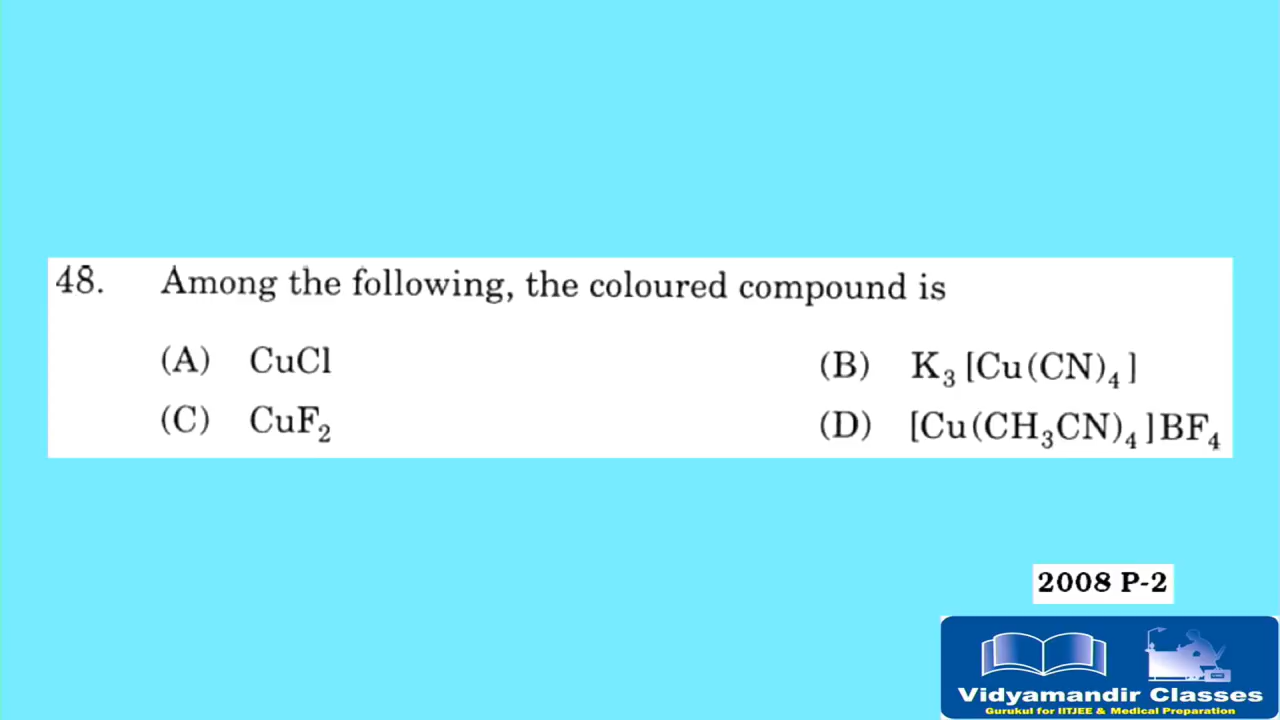 48. Among the following, the coloured compound is
(A) CuCl (B) K₃[Cu(CN)₄]
(C) CuF₂ (D) [Cu(CH₃CN)₄]BF₄
2008 P-2
Vidyamandir Classes
Gurukul for IITJEE & Medical Preparation